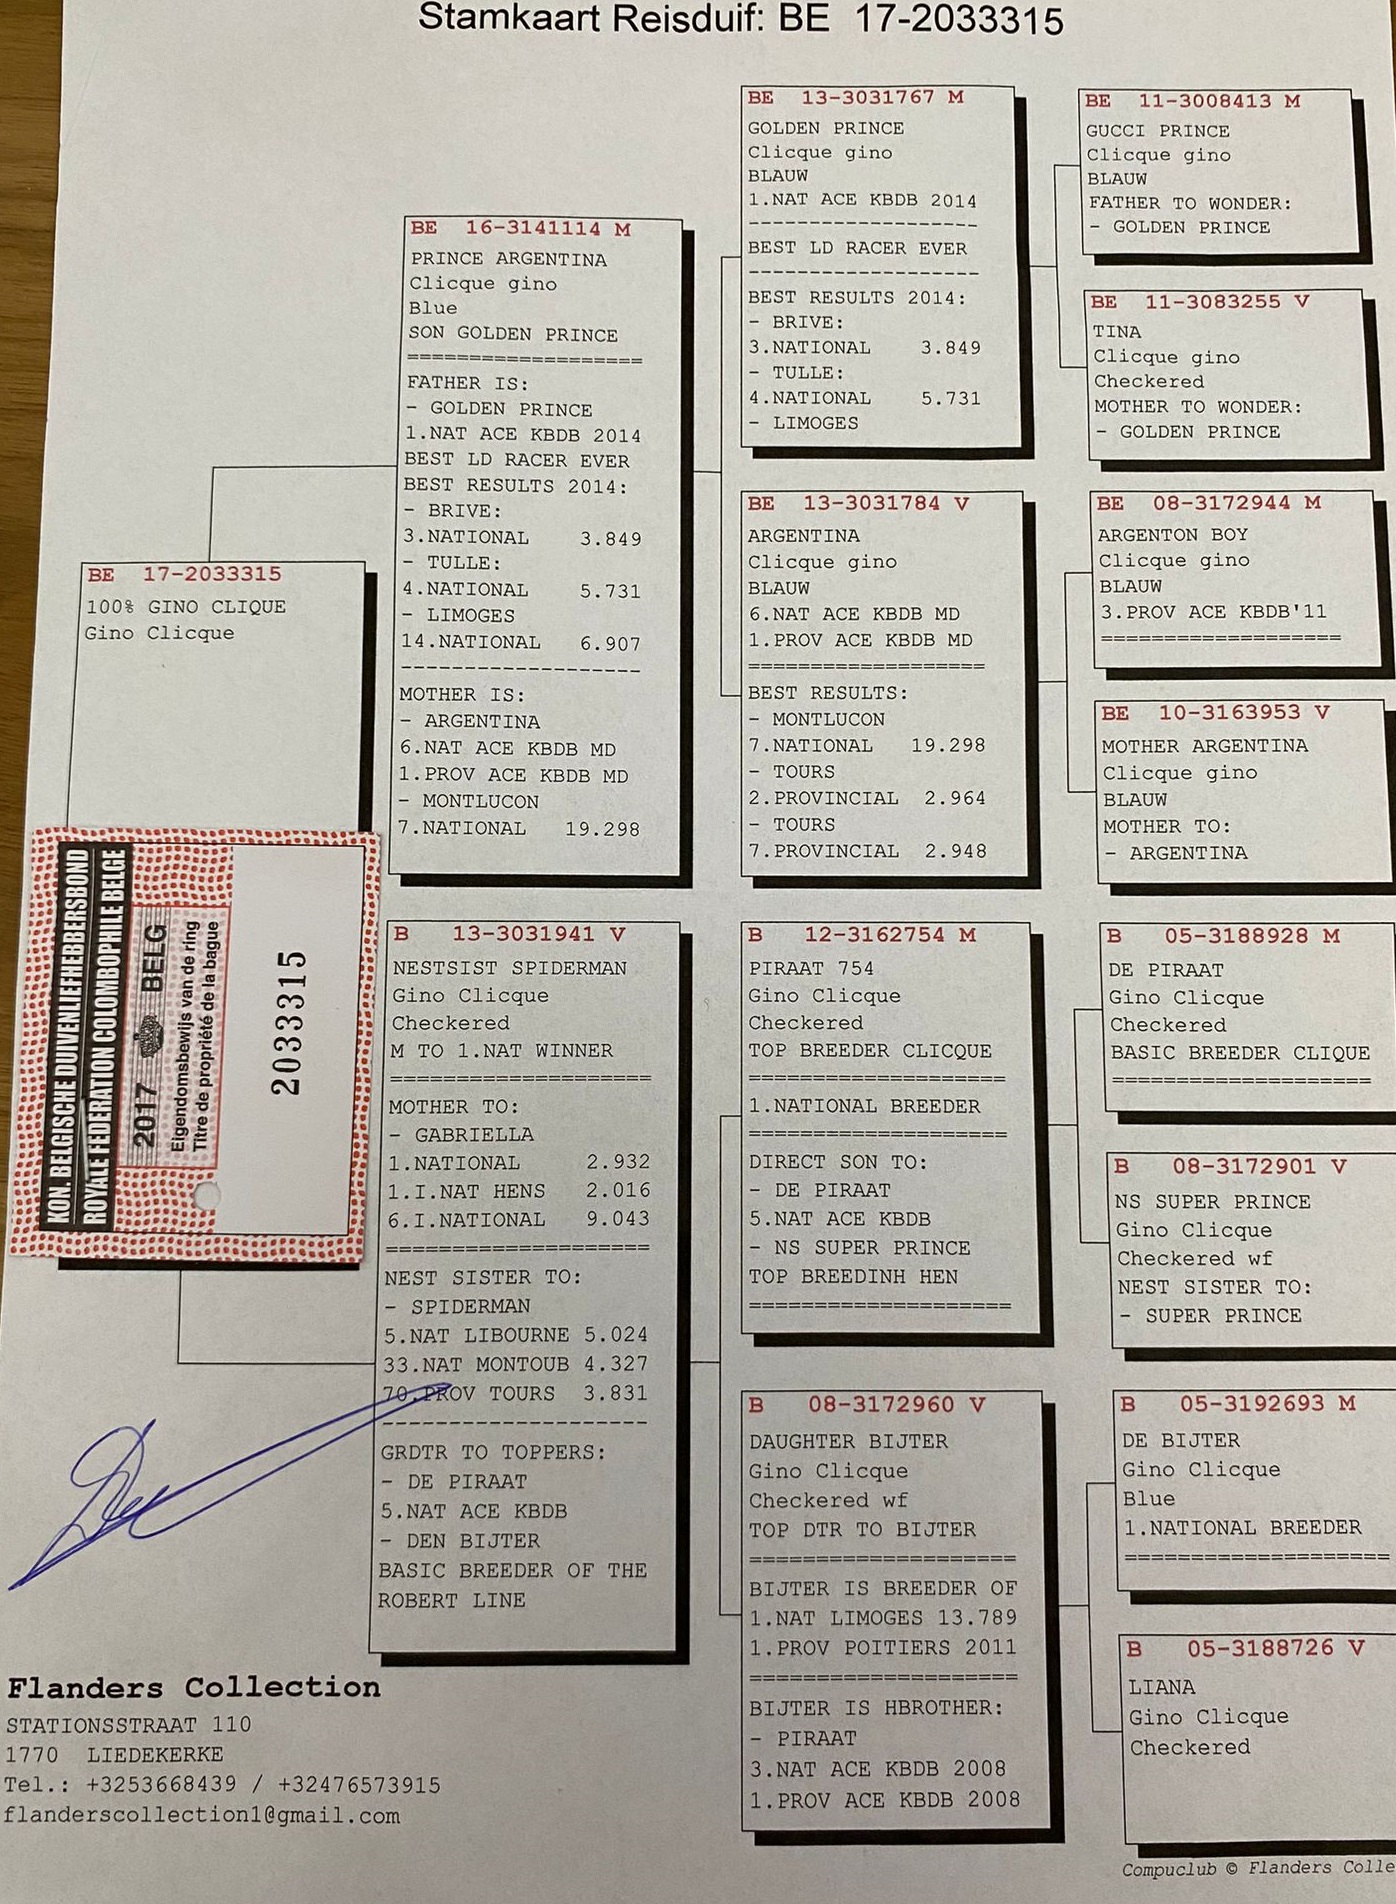 Stamkaart Reisduif: BE 17-2033315
BE 17-2033315
100% GINO CLIQUE
Gino Clicque
KON.BELGISCHE DUIVENLIEFHEBBERSBOND
ROYALE FEDERATION COLOMBOPHILE BELGE
2017 BELG
Eigendomsbewijs van de ring
Titre de propriété de la bague
2033315
BE 16-3141114 M
PRINCE ARGENTINA
Clicque gino
Blue
SON GOLDEN PRINCE
===================
FATHER IS:
- GOLDEN PRINCE
1.NAT ACE KBDB 2014
BEST LD RACER EVER
BEST RESULTS 2014:
- BRIVE:
3.NATIONAL 3.849
- TULLE:
4.NATIONAL 5.731
- LIMOGES
14.NATIONAL 6.907
-------------------
MOTHER IS:
- ARGENTINA
6.NAT ACE KBDB MD
1.PROV ACE KBDB MD
- MONTLUCON
7.NATIONAL 19.298
B 13-3031941 V
NESTSIST SPIDERMAN
Gino Clicque
Checkered
M TO 1.NAT WINNER
====================
MOTHER TO:
- GABRIELLA
1.NATIONAL 2.932
1.I.NAT HENS 2.016
6.I.NATIONAL 9.043
====================
NEST SISTER TO:
- SPIDERMAN
5.NAT LIBOURNE 5.024
33.NAT MONTOUB 4.327
70.PROV TOURS 3.831
--------------------
GRDTR TO TOPPERS:
- DE PIRAAT
5.NAT ACE KBDB
- DEN BIJTER
BASIC BREEDER OF THE
ROBERT LINE
BE 13-3031767 M
GOLDEN PRINCE
Clicque gino
BLAUW
1.NAT ACE KBDB 2014
-------------------
BEST LD RACER EVER
-------------------
BEST RESULTS 2014:
- BRIVE:
3.NATIONAL 3.849
- TULLE:
4.NATIONAL 5.731
- LIMOGES
BE 13-3031784 V
ARGENTINA
Clicque gino
BLAUW
6.NAT ACE KBDB MD
1.PROV ACE KBDB MD
===================
BEST RESULTS:
- MONTLUCON
7.NATIONAL 19.298
- TOURS
2.PROVINCIAL 2.964
- TOURS
7.PROVINCIAL 2.948
B 12-3162754 M
PIRAAT 754
Gino Clicque
Checkered
TOP BREEDER CLICQUE
====================
1.NATIONAL BREEDER
====================
DIRECT SON TO:
- DE PIRAAT
5.NAT ACE KBDB
- NS SUPER PRINCE
TOP BREEDINH HEN
====================
B 08-3172960 V
DAUGHTER BIJTER
Gino Clicque
Checkered wf
TOP DTR TO BIJTER
====================
BIJTER IS BREEDER OF
1.NAT LIMOGES 13.789
1.PROV POITIERS 2011
====================
BIJTER IS HBROTHER:
- PIRAAT
3.NAT ACE KBDB 2008
1.PROV ACE KBDB 2008
BE 11-3008413 M
GUCCI PRINCE
Clicque gino
BLAUW
FATHER TO WONDER:
- GOLDEN PRINCE
BE 11-3083255 V
TINA
Clicque gino
Checkered
MOTHER TO WONDER:
- GOLDEN PRINCE
BE 08-3172944 M
ARGENTON BOY
Clicque gino
BLAUW
3.PROV ACE KBDB'11
===================
BE 10-3163953 V
MOTHER ARGENTINA
Clicque gino
BLAUW
MOTHER TO:
- ARGENTINA
B 05-3188928 M
DE PIRAAT
Gino Clicque
Checkered
BASIC BREEDER CLIQUE
====================
B 08-3172901 V
NS SUPER PRINCE
Gino Clicque
Checkered wf
NEST SISTER TO:
- SUPER PRINCE
B 05-3192693 M
DE BIJTER
Gino Clicque
Blue
1.NATIONAL BREEDER
====================
B 05-3188726 V
LIANA
Gino Clicque
Checkered
Flanders Collection
STATIONSSTRAAT 110
1770 LIEDEKERKE
Tel.: +3253668439 / +32476573915
flanderscollection1@gmail.com
Compuclub © Flanders Colle